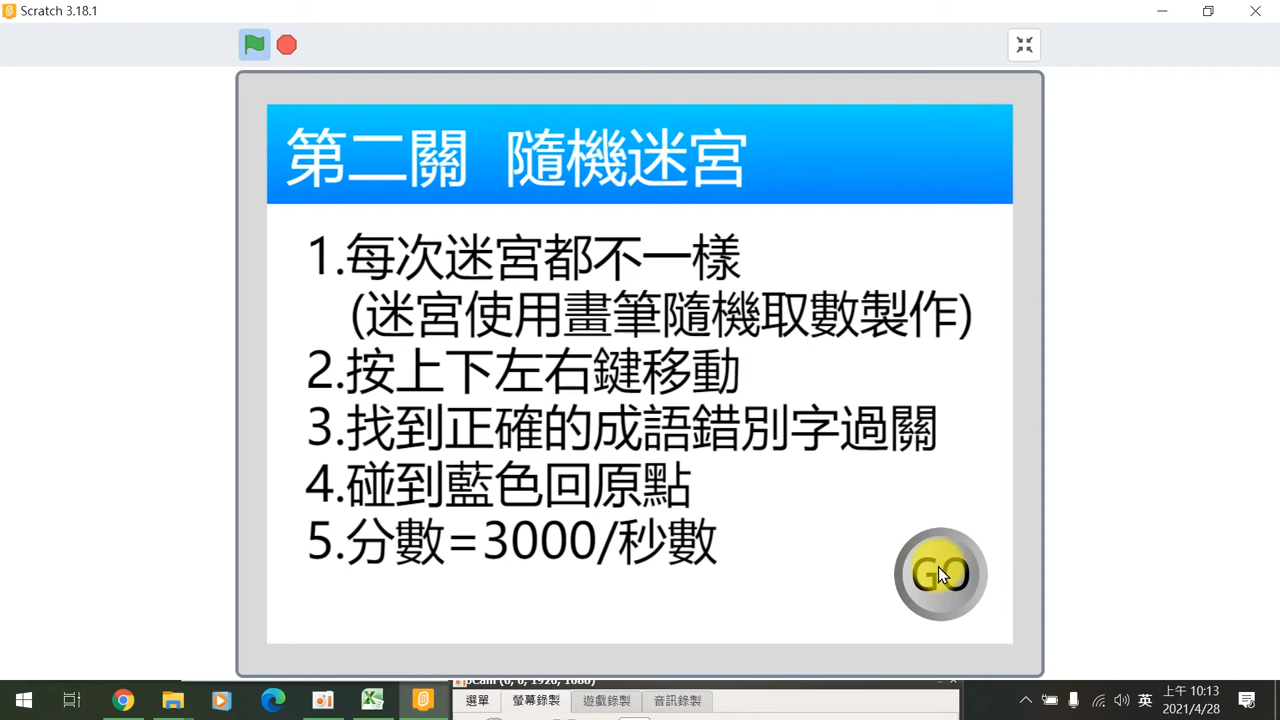 Scratch 3.18.1
第二關 隨機迷宮
1.每次迷宮都不一樣
(迷宮使用畫筆隨機取數製作)
2.按上下左右鍵移動
3.找到正確的成語錯別字過關
4.碰到藍色回原點
5.分數=3000/秒數
GO
選單 螢幕錄製 遊戲錄製 音訊錄製
英
上午 10:13
2021/4/28